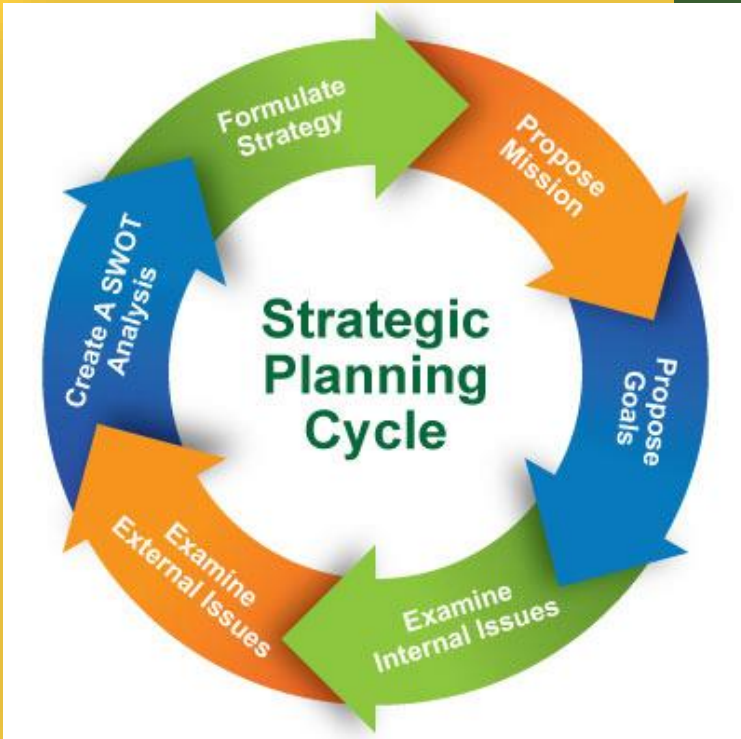 Strategic
Planning
Cycle
Propose
Mission
Propose
Goals
Examine
Internal Issues
Examine
External Issues
Create A SWOT
Analysis
Formulate
Strategy